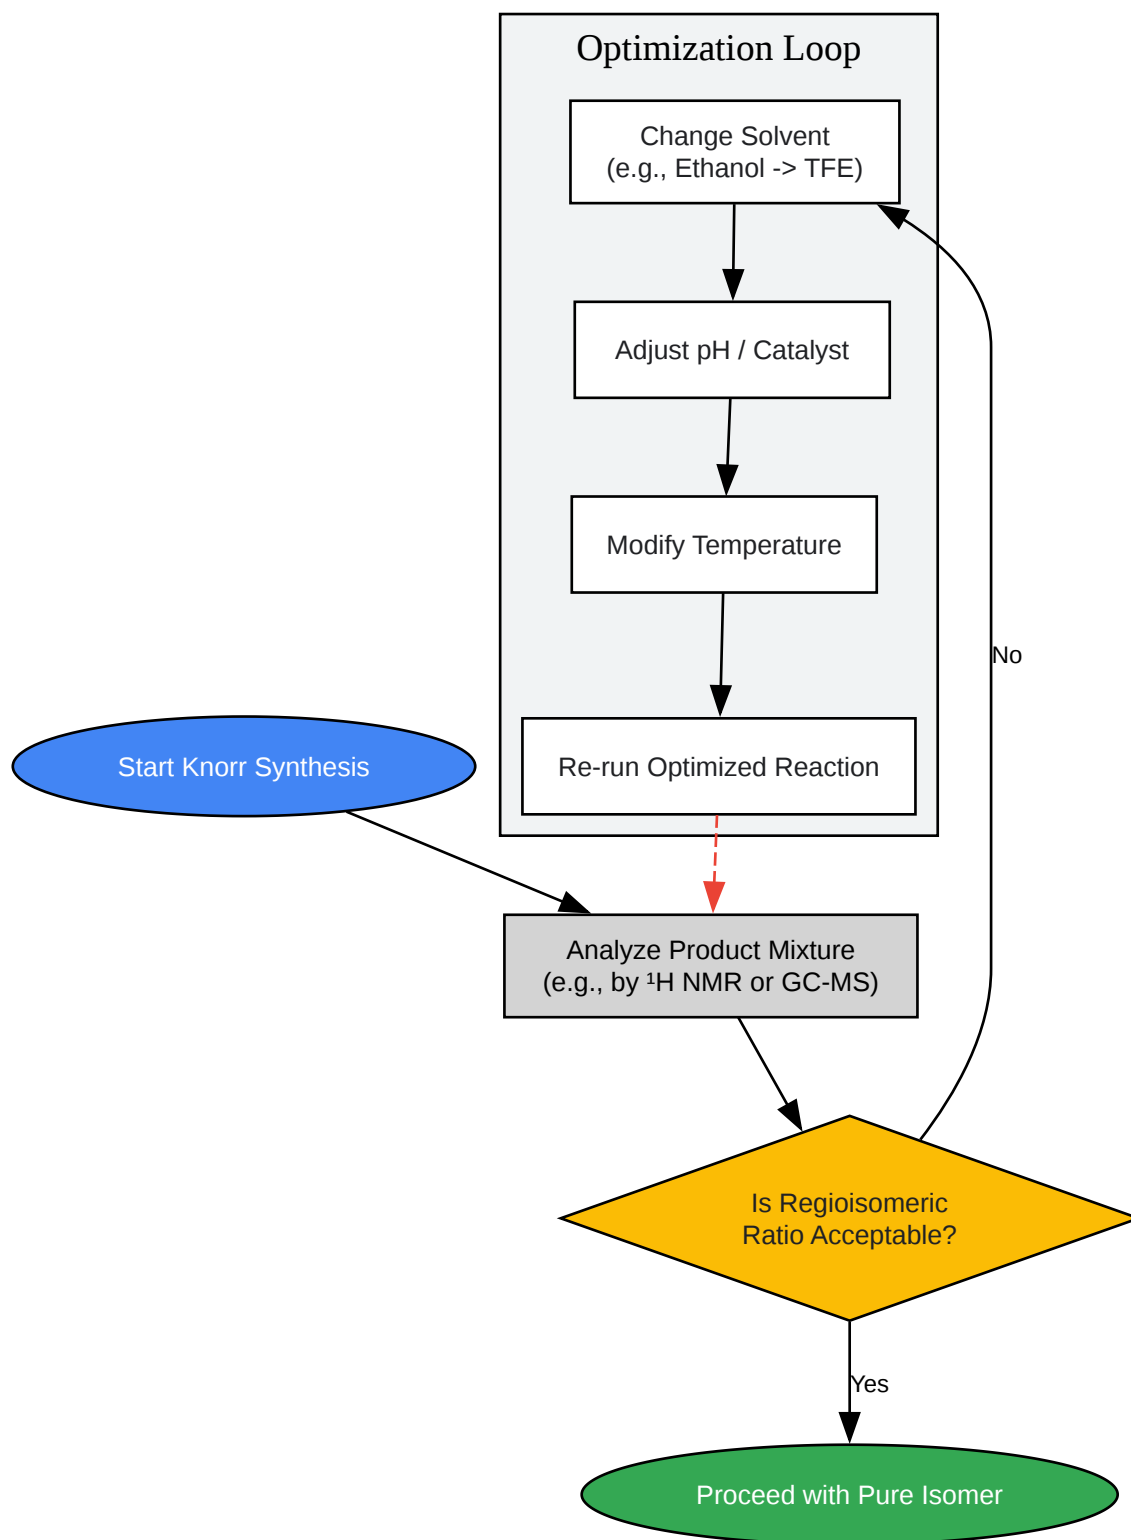 Optimization Loop
Change Solvent
(e.g., Ethanol -> TFE)
Adjust pH / Catalyst
Modify Temperature
No
Start Knorr Synthesis
Re-run Optimized Reaction
Analyze Product Mixture
(e.g., by ¹H NMR or GC-MS)
Is Regioisomeric
Ratio Acceptable?
Yes
Proceed with Pure Isomer